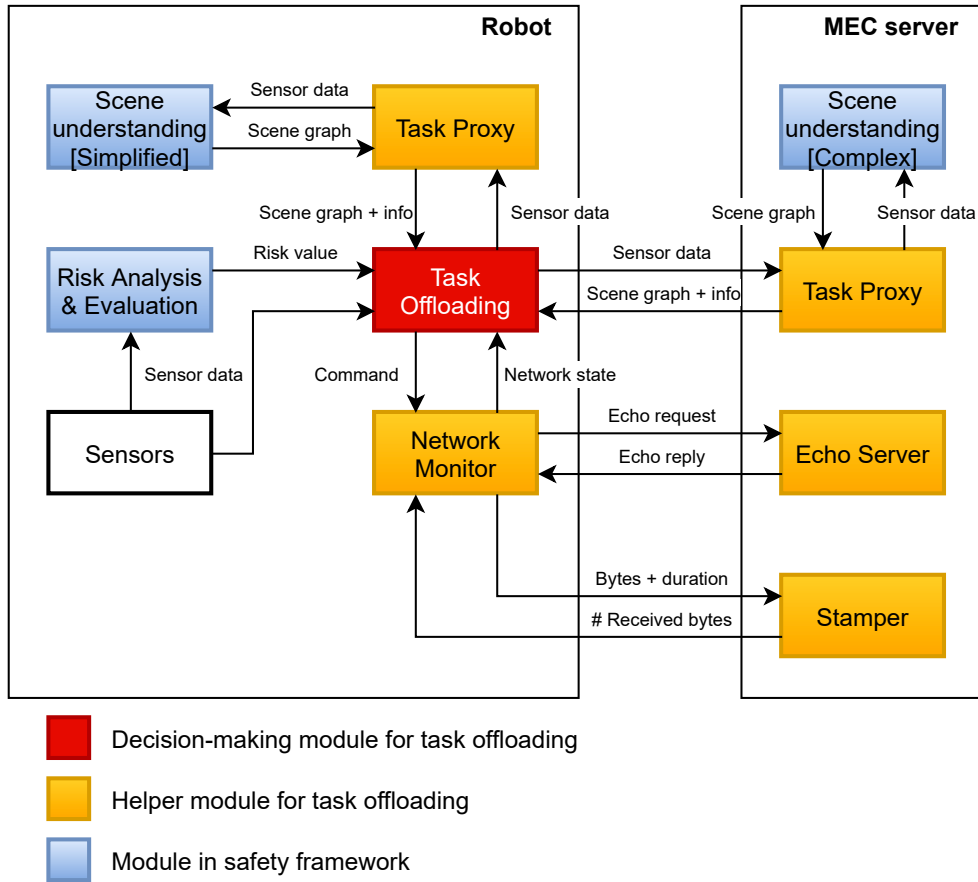 Robot
MEC server
Scene
understanding
[Simplified]
Sensor data
Scene graph
Task Proxy
Scene
understanding
[Complex]
Scene graph + info
Sensor data
Scene graph
Sensor data
Risk Analysis
& Evaluation
Risk value
Task
Offloading
Sensor data
Scene graph + info
Task Proxy
Sensor data
Command
Network state
Sensors
Network
Monitor
Echo request
Echo reply
Echo Server
Bytes + duration
# Received bytes
Stamper
Decision-making module for task offloading
Helper module for task offloading
Module in safety framework